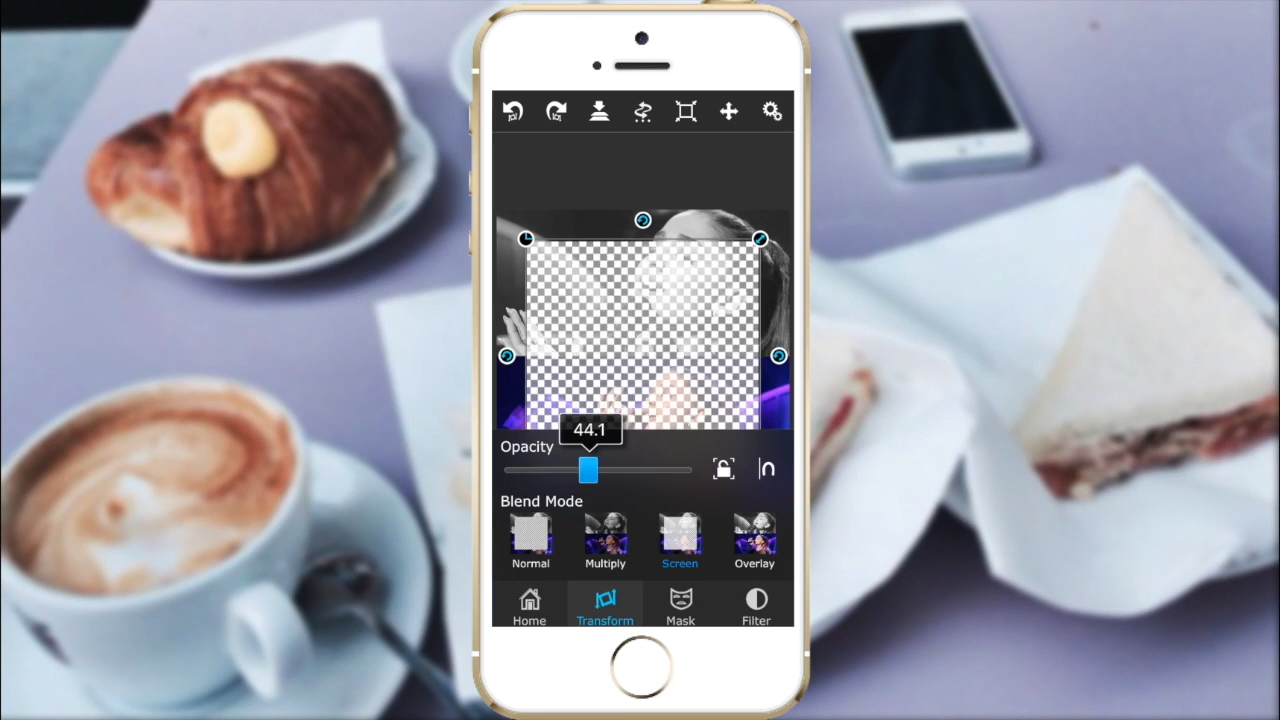 44.1
Opacity
Blend Mode
Normal Multiply Screen Overlay
Home Transform Mask Filter